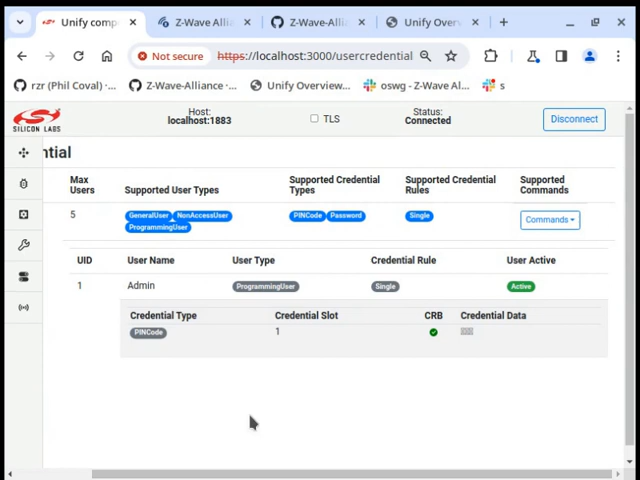 Unify comp
Z-Wave Alli
Z-Wave-Allian
Unify Over
Not secure
https://localhost:3000/usercredential
rzr (Phil Coval) | M...
Z-Wave-Alliance ·...
Unify Overview...
oswg - Z-Wave Al...
s
SILICON LABS
Host:
localhost:1883
TLS
Status:
Connected
Disconnect
ntial
Max Users
Supported User Types
Supported Credential Types
Supported Credential Rules
Supported Commands
5
GeneralUser NonAccessUser
ProgrammingUser
PINCode Password
Single
Commands
UID User Name User Type Credential Rule User Active
1 Admin ProgrammingUser Single Active
Credential Type Credential Slot CRB Credential Data
PINCode 1